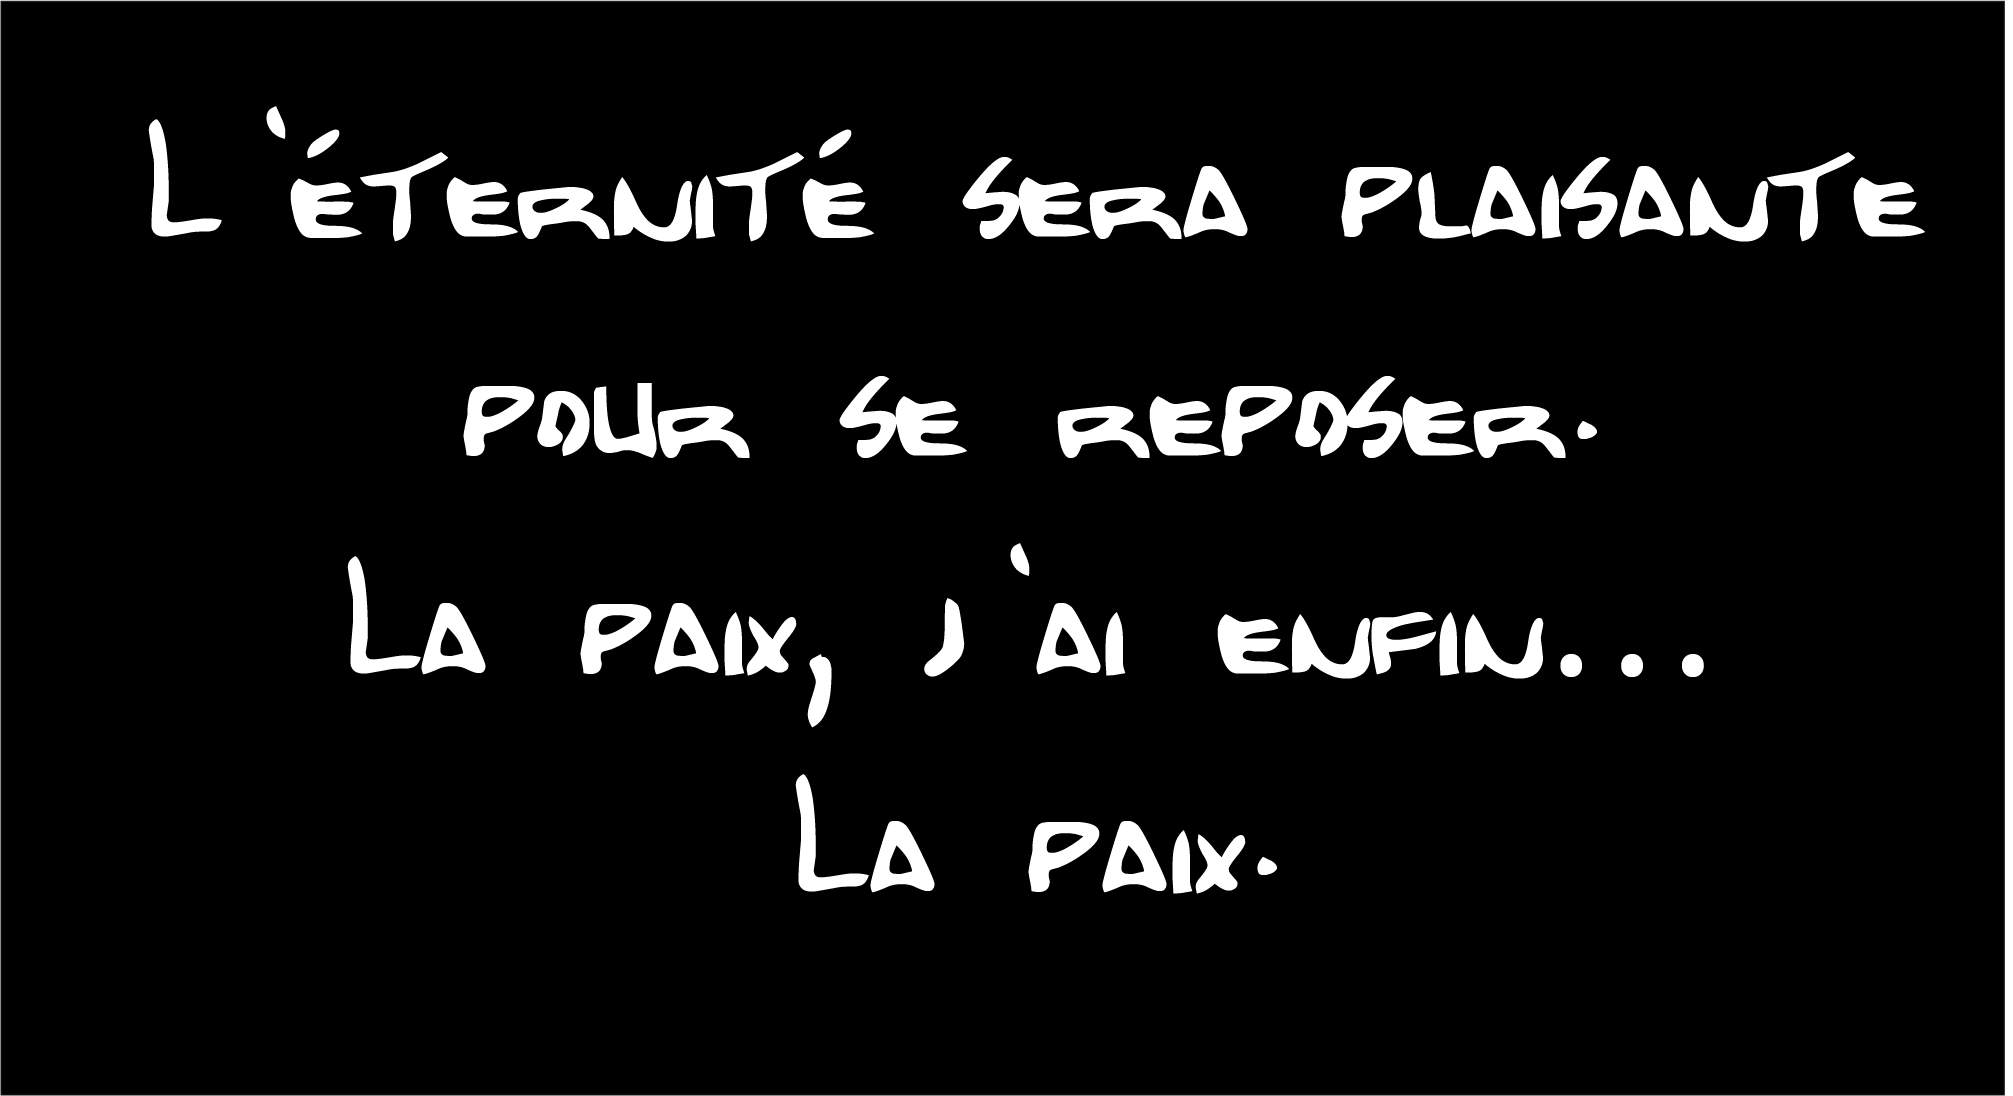 L'éternité sera plaisante
pour se reposer.
La paix, j'ai enfin...
La paix.